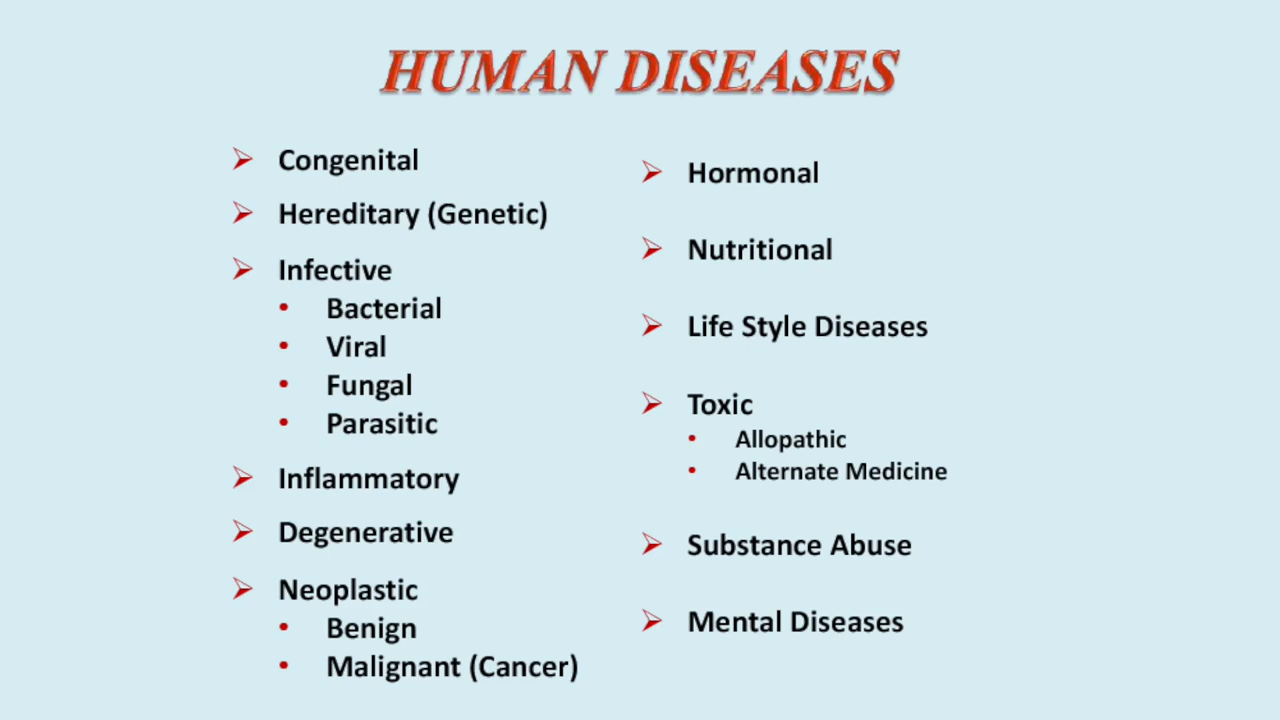 HUMAN DISEASES
Congenital
Hereditary (Genetic)
Infective
Bacterial
Viral
Fungal
Parasitic
Inflammatory
Degenerative
Neoplastic
Benign
Malignant (Cancer)
Hormonal
Nutritional
Life Style Diseases
Toxic
Allopathic
Alternate Medicine
Substance Abuse
Mental Diseases